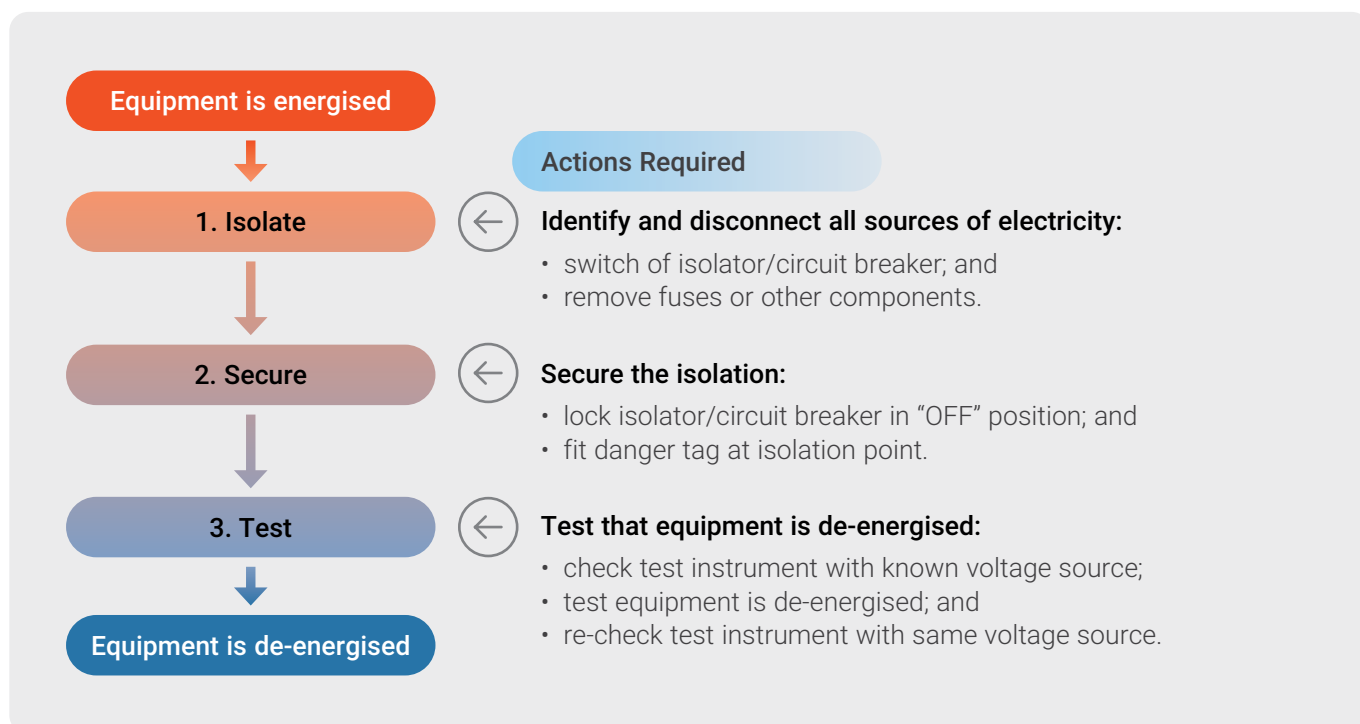 Equipment is energised
Actions Required
1. Isolate
Identify and disconnect all sources of electricity:
• switch of isolator/circuit breaker; and
• remove fuses or other components.
2. Secure
Secure the isolation:
• lock isolator/circuit breaker in “OFF” position; and
• fit danger tag at isolation point.
3. Test
Test that equipment is de-energised:
• check test instrument with known voltage source;
• test equipment is de-energised; and
• re-check test instrument with same voltage source.
Equipment is de-energised